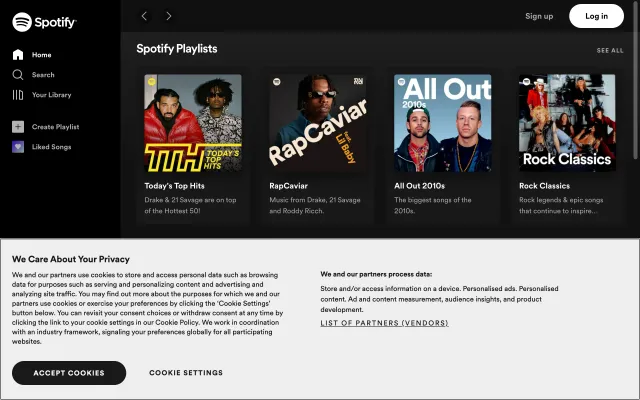 Spotify
Home
Search
Your Library
Create Playlist
Liked Songs
Sign up
Log in
Spotify Playlists
SEE ALL
TTH TODAY'S TOP HITS
RapCaviar
feat. Lil Baby
All Out
2010s
Rock Classics
Today's Top Hits
Drake & 21 Savage are on top
of the Hottest 50!
RapCaviar
Music from Drake, 21 Savage
and Roddy Ricch.
All Out 2010s
The biggest songs of the
2010s.
Rock Classics
Rock legends & epic songs
that continue to inspire...
We Care About Your Privacy
We and our partners use cookies to store and access personal data such as browsing
data for purposes such as serving and personalizing content and advertising and
analyzing site traffic. You may find out more about the purposes for which we and our
partners use cookies or exercise your preferences by clicking the 'Cookie Settings'
button below. You can revisit your consent choices or withdraw consent at any time by
clicking the link to your cookie settings in our Cookie Policy. We work in coordination
with an industry framework, signaling your preferences globally for all participating
websites.
We and our partners process data:
Store and/or access information on a device. Personalised ads. Personalised
content. Ad and content measurement, audience insights, and product
development.
LIST OF PARTNERS (VENDORS)
ACCEPT COOKIES
COOKIE SETTINGS